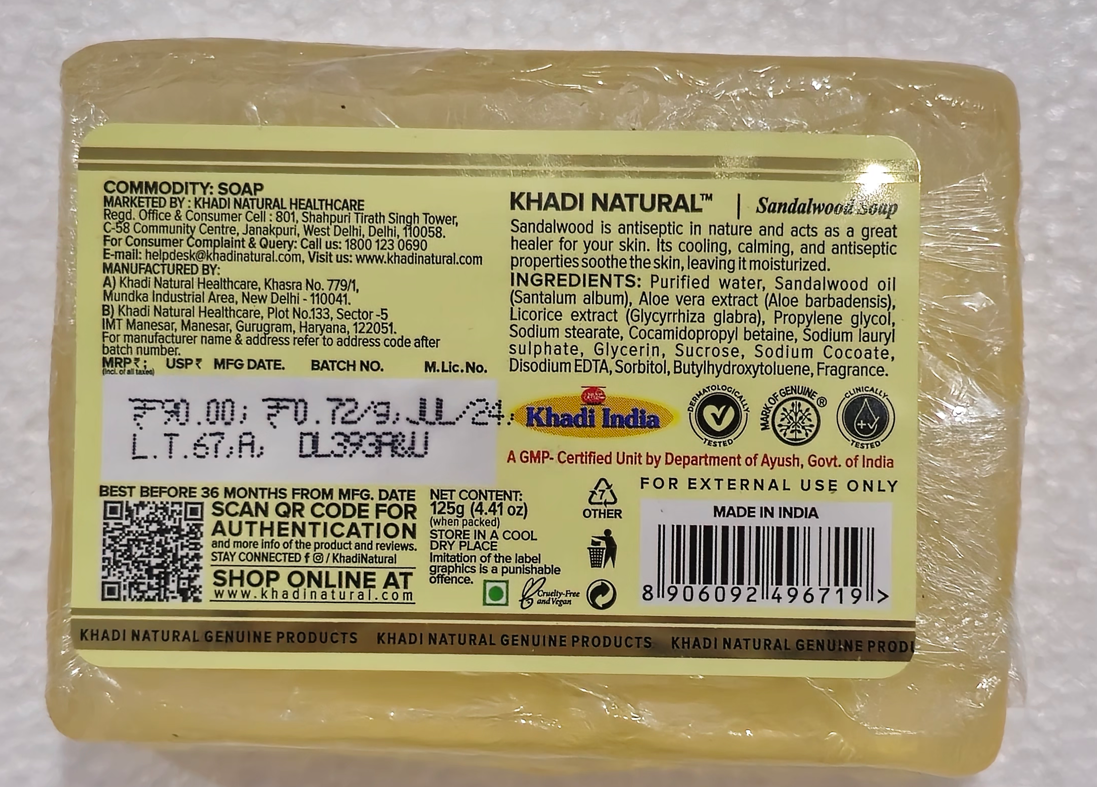 COMMODITY: SOAP
MARKETED BY : KHADI NATURAL HEALTHCARE
Regd. Office & Consumer Cell : 801, Shahpuri Tirath Singh Tower,
C-58 Community Centre, Janakpuri, West Delhi, Delhi, 110058.
For Consumer Complaint & Query: Call us: 1800 123 0690
E-mail: helpdesk@khadinatural.com, Visit us: www.khadinatural.com
MANUFACTURED BY:
A) Khadi Natural Healthcare, Khasra No. 779/1,
Mundka Industrial Area, New Delhi - 110041.
B) Khadi Natural Healthcare, Plot No.133, Sector -5
IMT Manesar, Manesar, Gurugram, Haryana, 122051.
For manufacturer name & address refer to address code after
batch number.
MRP ₹ : USP ₹ MFG DATE. BATCH NO. M.Lic.No.
(Incl. of all taxes)
₹90.00; ₹0.72/g; JUL/24;
L.T.67;A;
BEST BEFORE 36 MONTHS FROM MFG. DATE
SCAN QR CODE FOR
AUTHENTICATION
and more info of the product and reviews.
STAY CONNECTED f / KhadiNatural
SHOP ONLINE AT
www.khadinatural.com
NET CONTENT:
125g (4.41 oz)
(when packed)
STORE IN A COOL
DRY PLACE
Imitation of the label
graphics is a punishable
offence.
Cruelty-Free
and Vegan
KHADI NATURAL™ | Sandalwood Soap
Sandalwood is antiseptic in nature and acts as a great
healer for your skin. Its cooling, calming, and antiseptic
properties soothe the skin, leaving it moisturized.
INGREDIENTS: Purified water, Sandalwood oil
(Santalum album), Aloe vera extract (Aloe barbadensis),
Licorice extract (Glycyrrhiza glabra), Propylene glycol,
Sodium stearate, Cocamidopropyl betaine, Sodium lauryl
sulphate, Glycerin, Sucrose, Sodium Cocoate,
Disodium EDTA, Sorbitol, Butylhydroxytoluene, Fragrance.
Khadi India
DERMATOLOGICALLY TESTED
MARK OF GENUINE ®
CLINICALLY TESTED
A GMP- Certified Unit by Department of Ayush, Govt. of India
FOR EXTERNAL USE ONLY
7
OTHER
MADE IN INDIA
8 906092 496719 >
KHADI NATURAL GENUINE PRODUCTS KHADI NATURAL GENUINE PRODUCTS KHADI NATURAL GENUINE PRODU